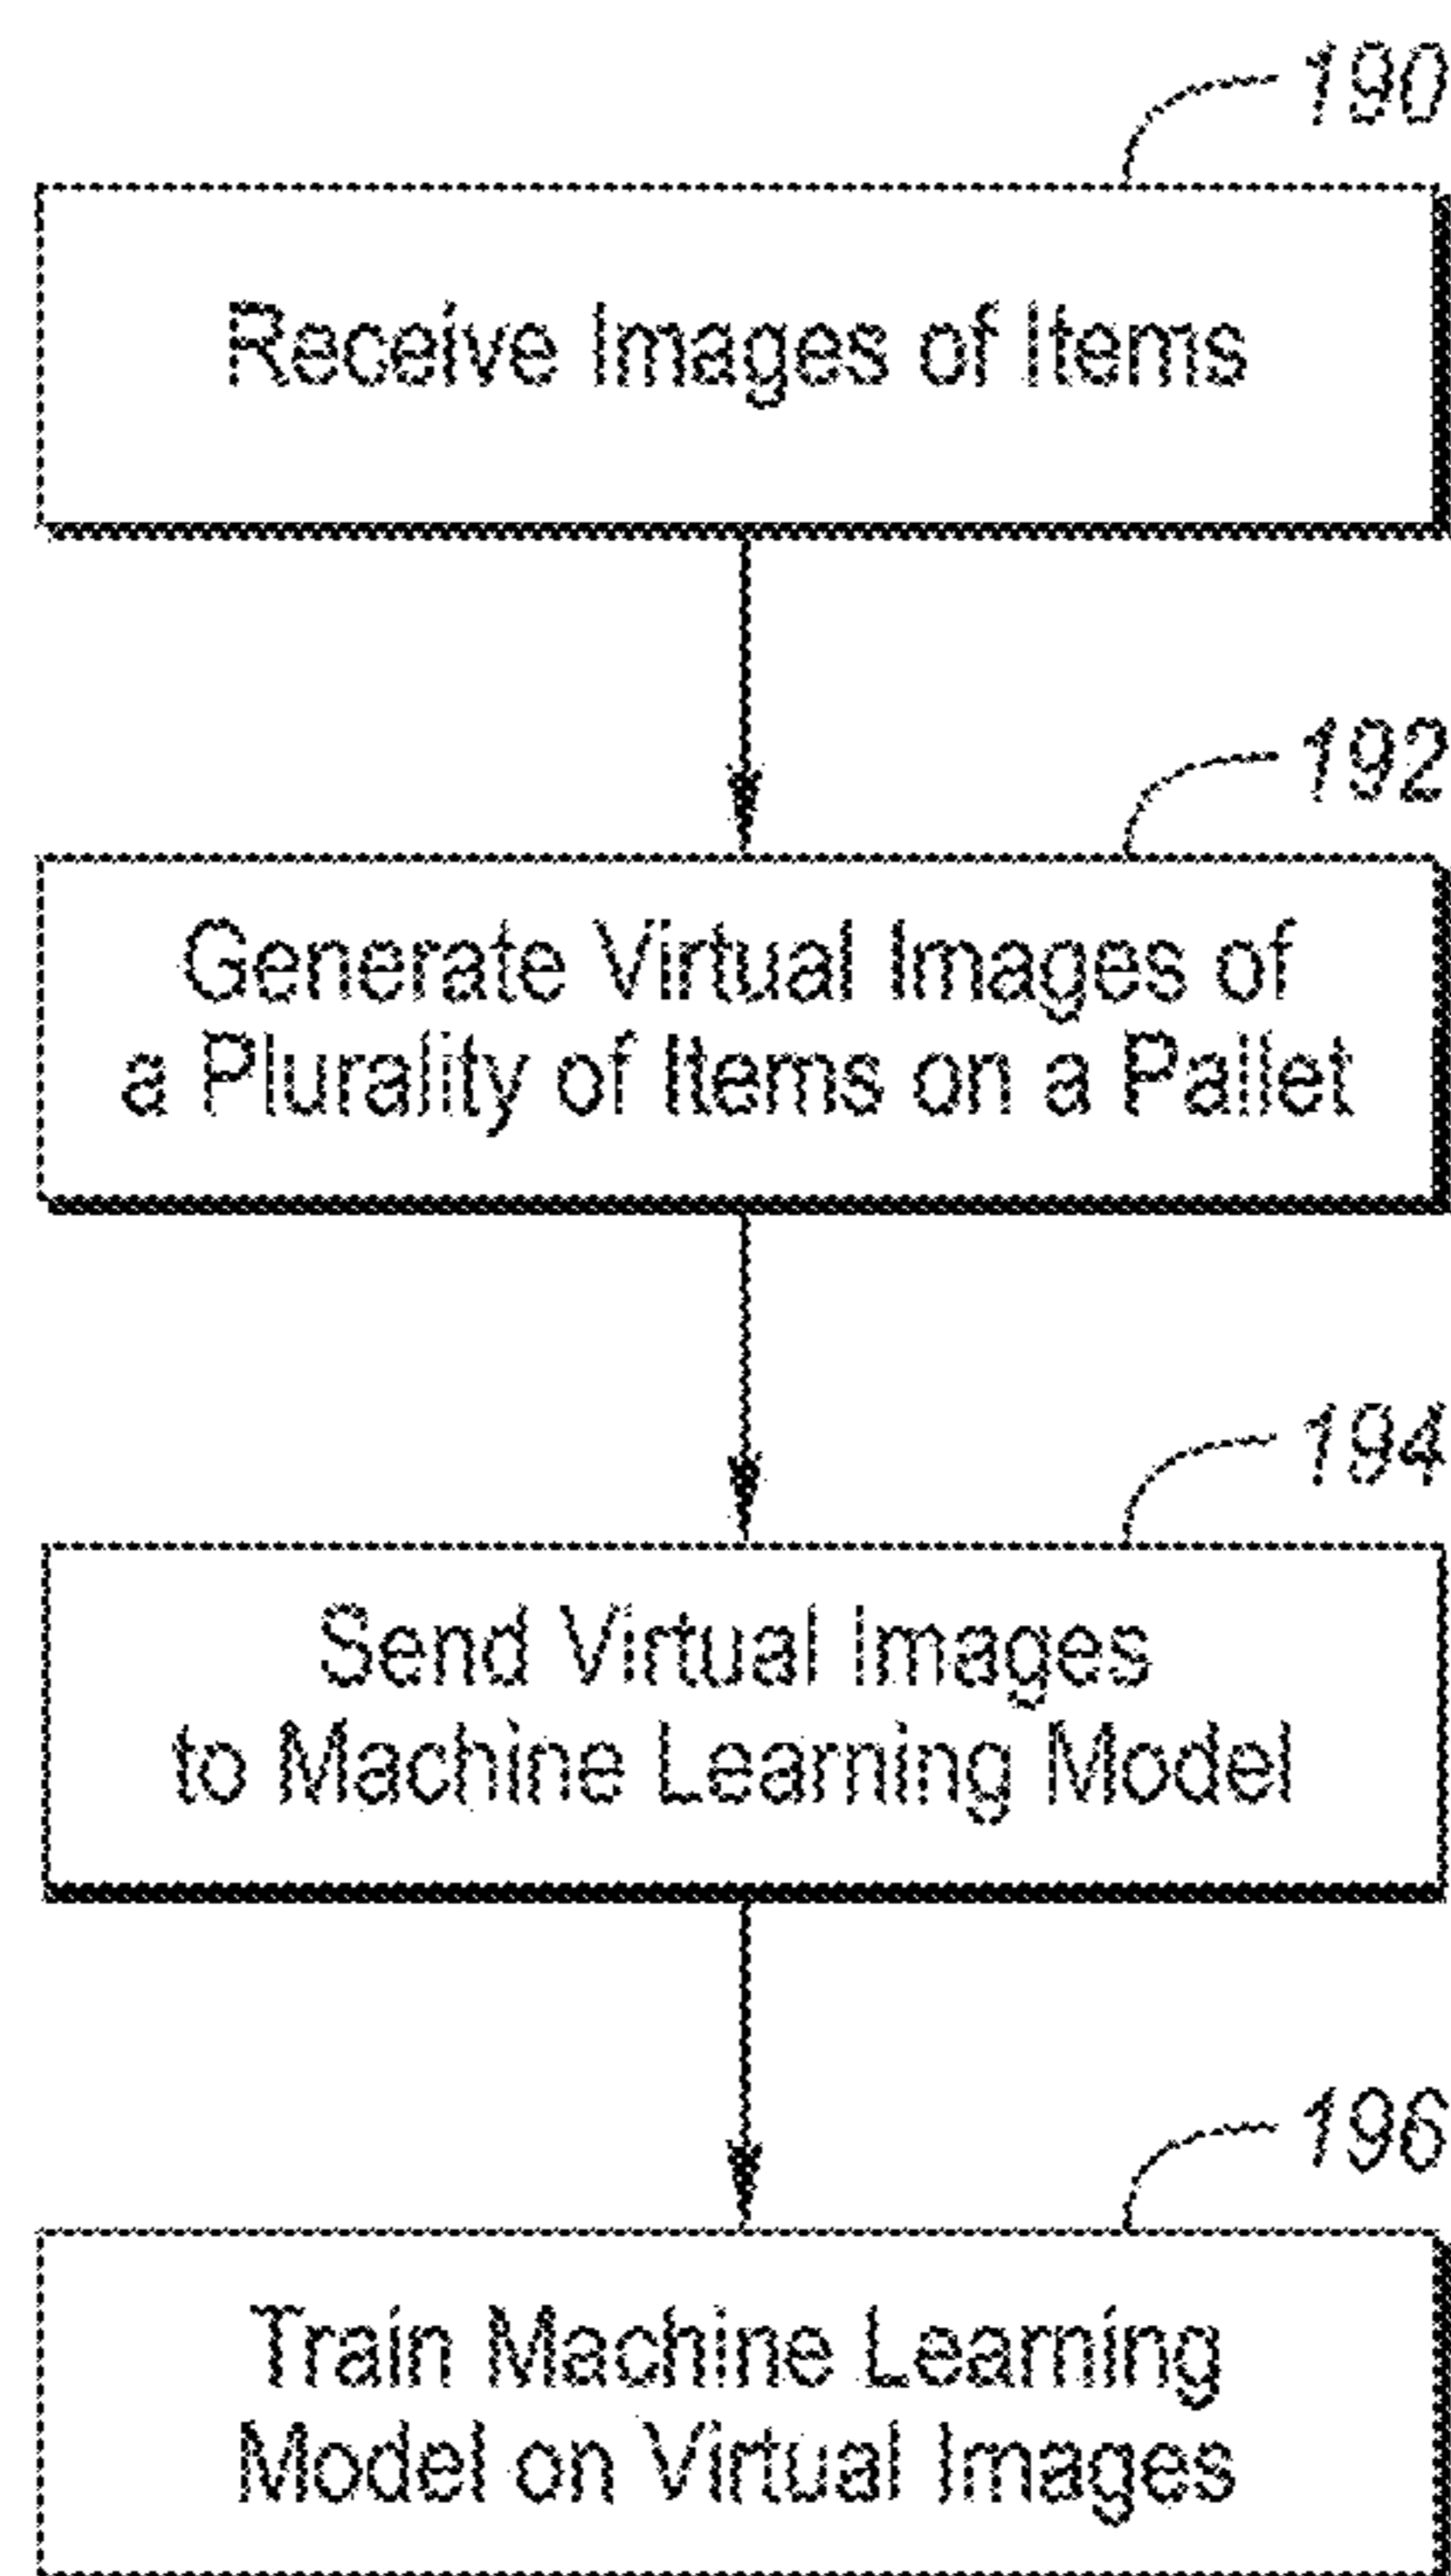 190
Receive Images of Items
192
Generate Virtual Images of
a Plurality of Items on a Pallet
194
Send Virtual Images
to Machine Learning Model
196
Train Machine Learning
Model on Virtual Images